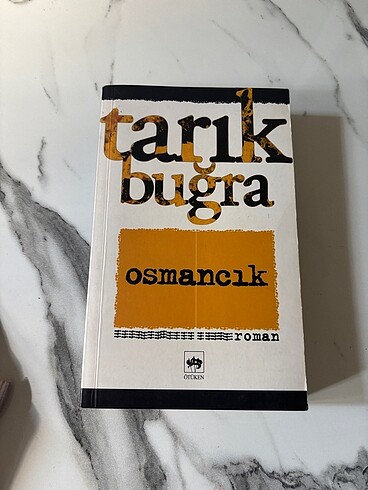 tarık
buğra
osmancık
roman
ÖTÜKEN